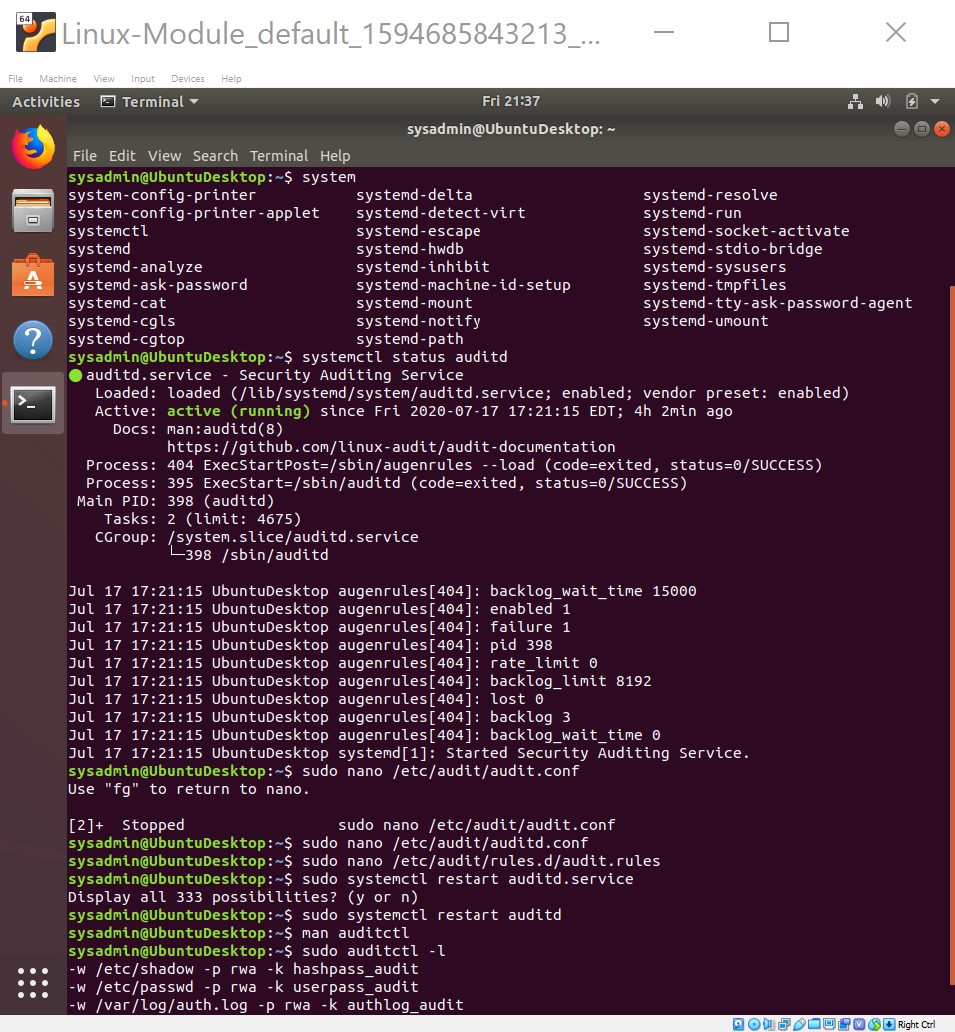 64
Linux-Module_default_1594685843213_...
File Machine View Input Devices Help
Activities Terminal Fri 21:37
sysadmin@UbuntuDesktop: ~
File Edit View Search Terminal Help
sysadmin@UbuntuDesktop:~$ system
system-config-printer systemd-delta systemd-resolve
system-config-printer-applet systemd-detect-virt systemd-run
systemctl systemd-escape systemd-socket-activate
systemd systemd-hwdb systemd-stdio-bridge
systemd-analyze systemd-inhibit systemd-sysusers
systemd-ask-password systemd-machine-id-setup systemd-tmpfiles
systemd-cat systemd-mount systemd-tty-ask-password-agent
systemd-cgls systemd-notify systemd-umount
systemd-cgtop systemd-path
sysadmin@UbuntuDesktop:~$ systemctl status auditd
● auditd.service - Security Auditing Service
Loaded: loaded (/lib/systemd/system/auditd.service; enabled; vendor preset: enabled)
Active: active (running) since Fri 2020-07-17 17:21:15 EDT; 4h 2min ago
Docs: man:auditd(8)
https://github.com/linux-audit/audit-documentation
Process: 404 ExecStartPost=/sbin/augenrules --load (code=exited, status=0/SUCCESS)
Process: 395 ExecStart=/sbin/auditd (code=exited, status=0/SUCCESS)
Main PID: 398 (auditd)
Tasks: 2 (limit: 4675)
CGroup: /system.slice/auditd.service
└─398 /sbin/auditd
Jul 17 17:21:15 UbuntuDesktop augenrules[404]: backlog_wait_time 15000
Jul 17 17:21:15 UbuntuDesktop augenrules[404]: enabled 1
Jul 17 17:21:15 UbuntuDesktop augenrules[404]: failure 1
Jul 17 17:21:15 UbuntuDesktop augenrules[404]: pid 398
Jul 17 17:21:15 UbuntuDesktop augenrules[404]: rate_limit 0
Jul 17 17:21:15 UbuntuDesktop augenrules[404]: backlog_limit 8192
Jul 17 17:21:15 UbuntuDesktop augenrules[404]: lost 0
Jul 17 17:21:15 UbuntuDesktop augenrules[404]: backlog 3
Jul 17 17:21:15 UbuntuDesktop augenrules[404]: backlog_wait_time 0
Jul 17 17:21:15 UbuntuDesktop systemd[1]: Started Security Auditing Service.
sysadmin@UbuntuDesktop:~$ sudo nano /etc/audit/audit.conf
Use "fg" to return to nano.
[2]+ Stopped sudo nano /etc/audit/audit.conf
sysadmin@UbuntuDesktop:~$ sudo nano /etc/audit/auditd.conf
sysadmin@UbuntuDesktop:~$ sudo nano /etc/audit/rules.d/audit.rules
sysadmin@UbuntuDesktop:~$ sudo systemctl restart auditd.service
Display all 333 possibilities? (y or n)
sysadmin@UbuntuDesktop:~$ sudo systemctl restart auditd
sysadmin@UbuntuDesktop:~$ man auditctl
sysadmin@UbuntuDesktop:~$ sudo auditctl -l
-w /etc/shadow -p rwa -k hashpass_audit
-w /etc/passwd -p rwa -k userpass_audit
-w /var/log/auth.log -p rwa -k authlog_audit
Right Ctrl